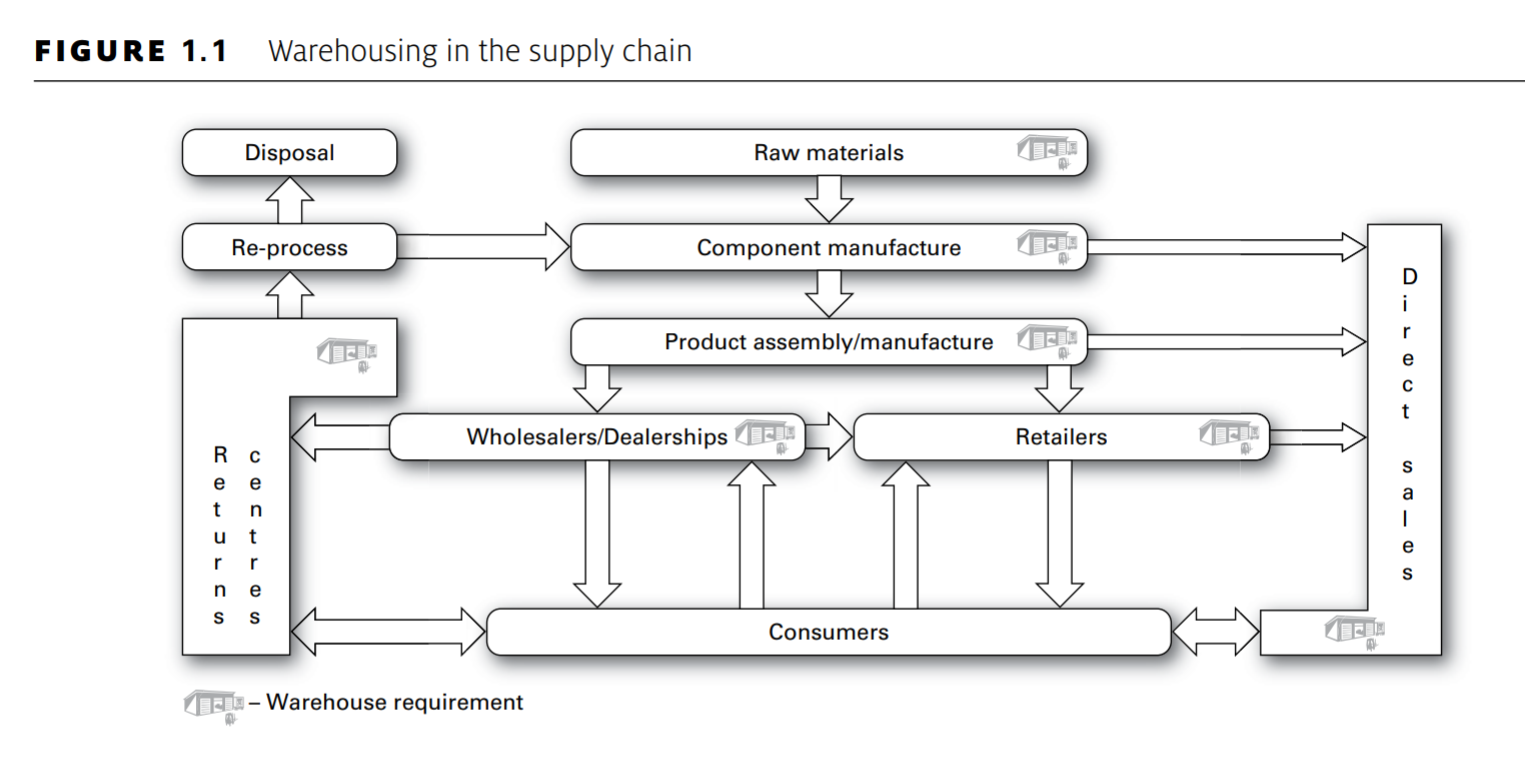 FIGURE 1.1 Warehousing in the supply chain
Disposal
Raw materials
Re-process
Component manufacture
Product assembly/manufacture
Wholesalers/Dealerships
Retailers
Returns centres
Direct sales
Consumers
– Warehouse requirement